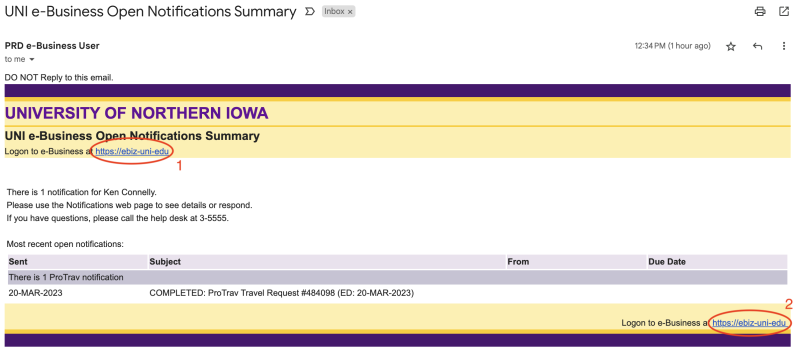 UNI e-Business Open Notifications Summary Inbox x
PRD e-Business User 12:34 PM (1 hour ago)
to me
DO NOT Reply to this email.
UNIVERSITY OF NORTHERN IOWA
UNI e-Business Open Notifications Summary
Logon to e-Business at https://ebiz-uni-edu
1
There is 1 notification for Ken Connelly.
Please use the Notifications web page to see details or respond.
If you have questions, please call the help desk at 3-5555.
Most recent open notifications:
Sent Subject From Due Date
There is 1 ProTrav notification
20-MAR-2023 COMPLETED: ProTrav Travel Request #484098 (ED: 20-MAR-2023)
2
Logon to e-Business at https://ebiz-uni-edu